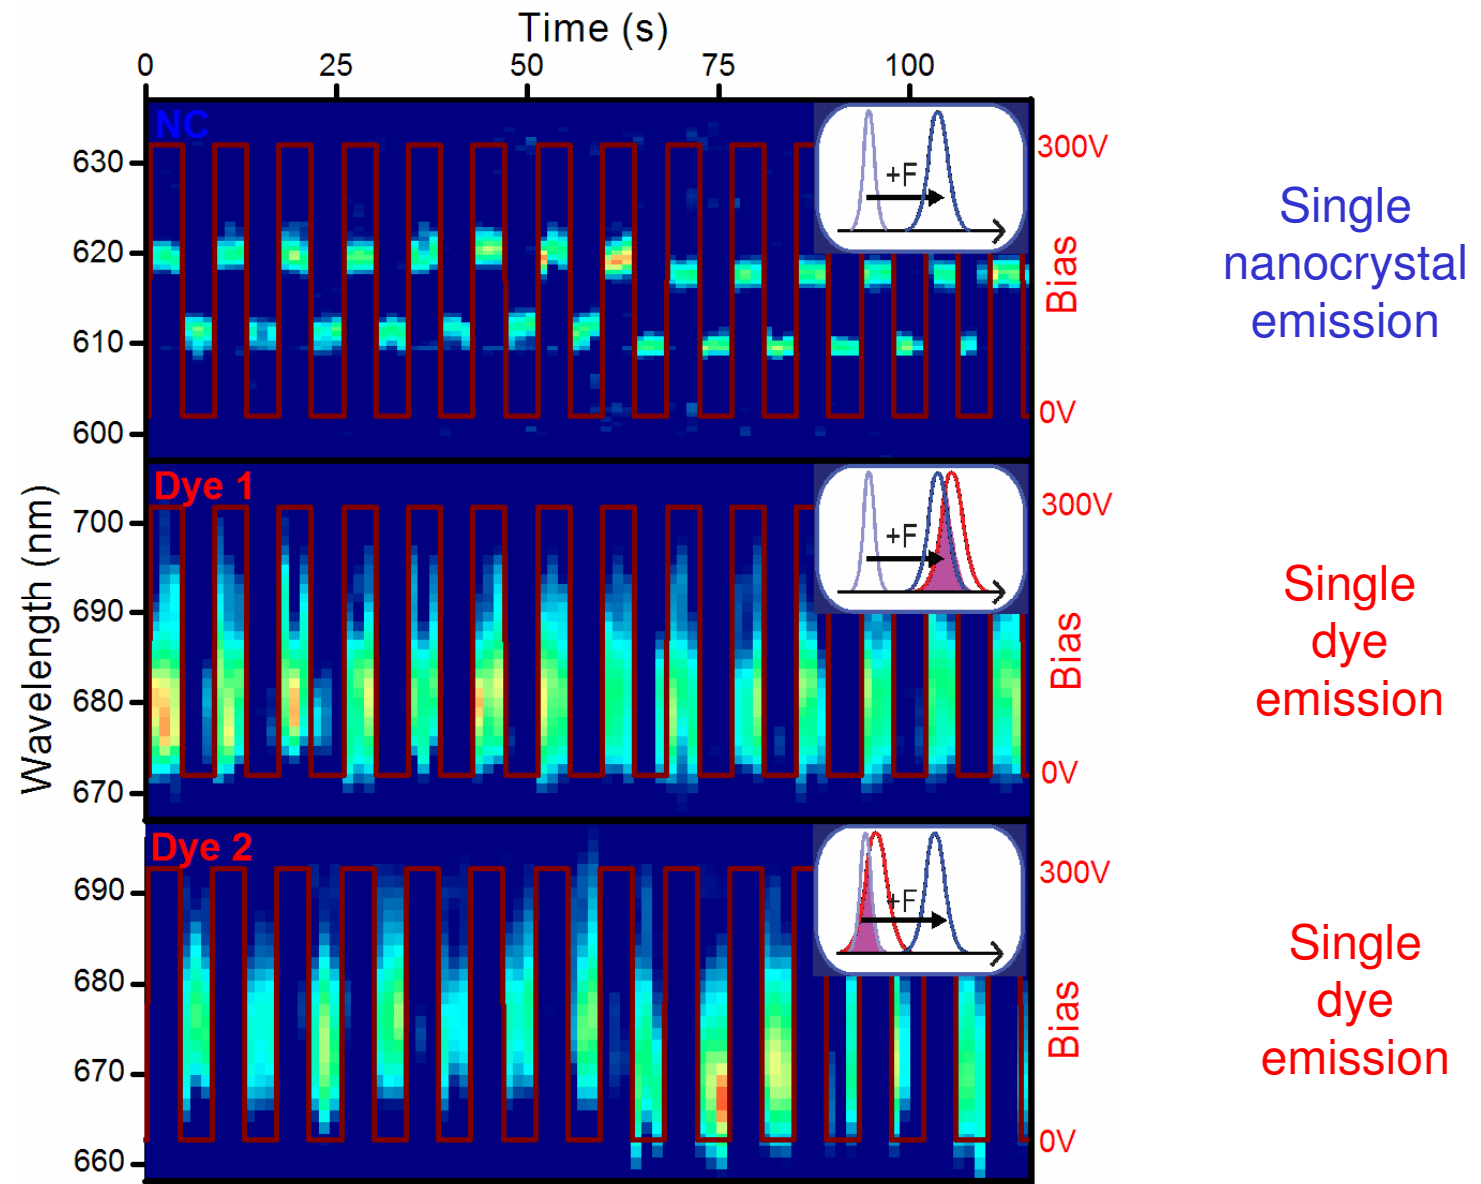 Time (s)
0 25 50 75 100
NC
630
620
610
600
+F
300V
Bias
0V
Single
nanocrystal
emission
Wavelength (nm)
Dye 1
700
690
680
670
+F
300V
Bias
0V
Single
dye
emission
Dye 2
690
680
670
660
+F
300V
Bias
0V
Single
dye
emission